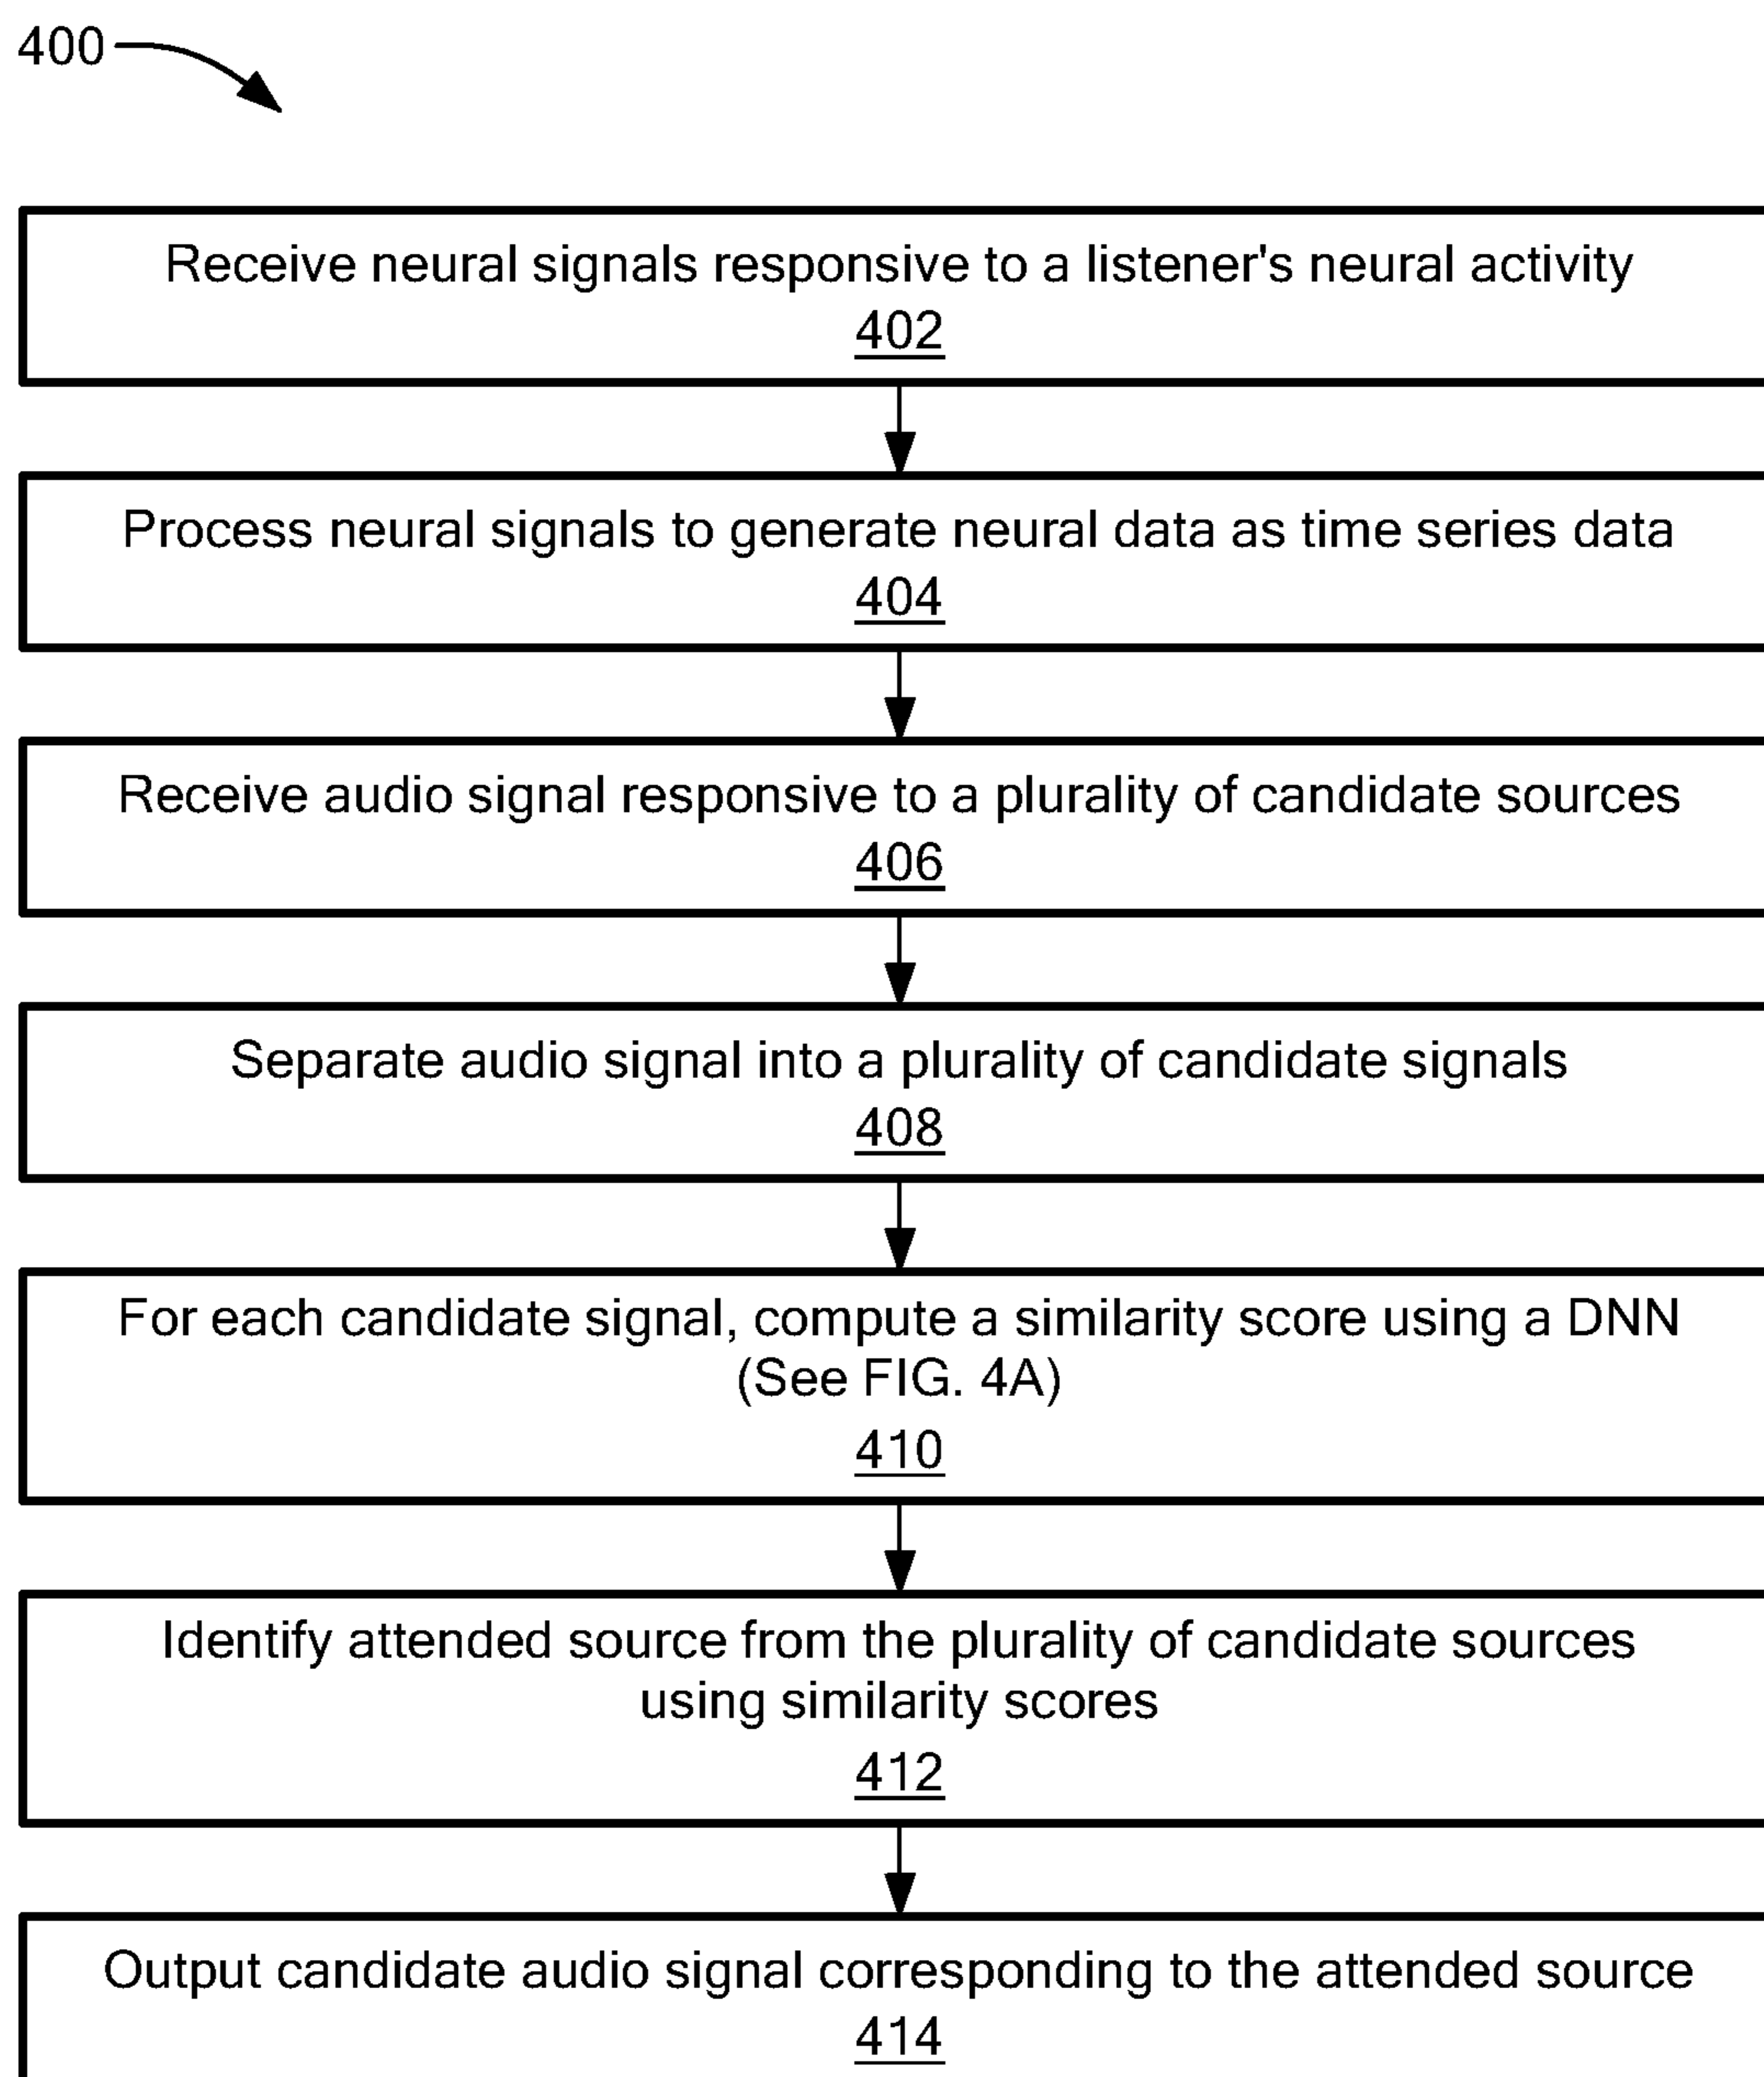 400
Receive neural signals responsive to a listener's neural activity
402
Process neural signals to generate neural data as time series data
404
Receive audio signal responsive to a plurality of candidate sources
406
Separate audio signal into a plurality of candidate signals
408
For each candidate signal, compute a similarity score using a DNN
(See FIG. 4A)
410
Identify attended source from the plurality of candidate sources
using similarity scores
412
Output candidate audio signal corresponding to the attended source
414